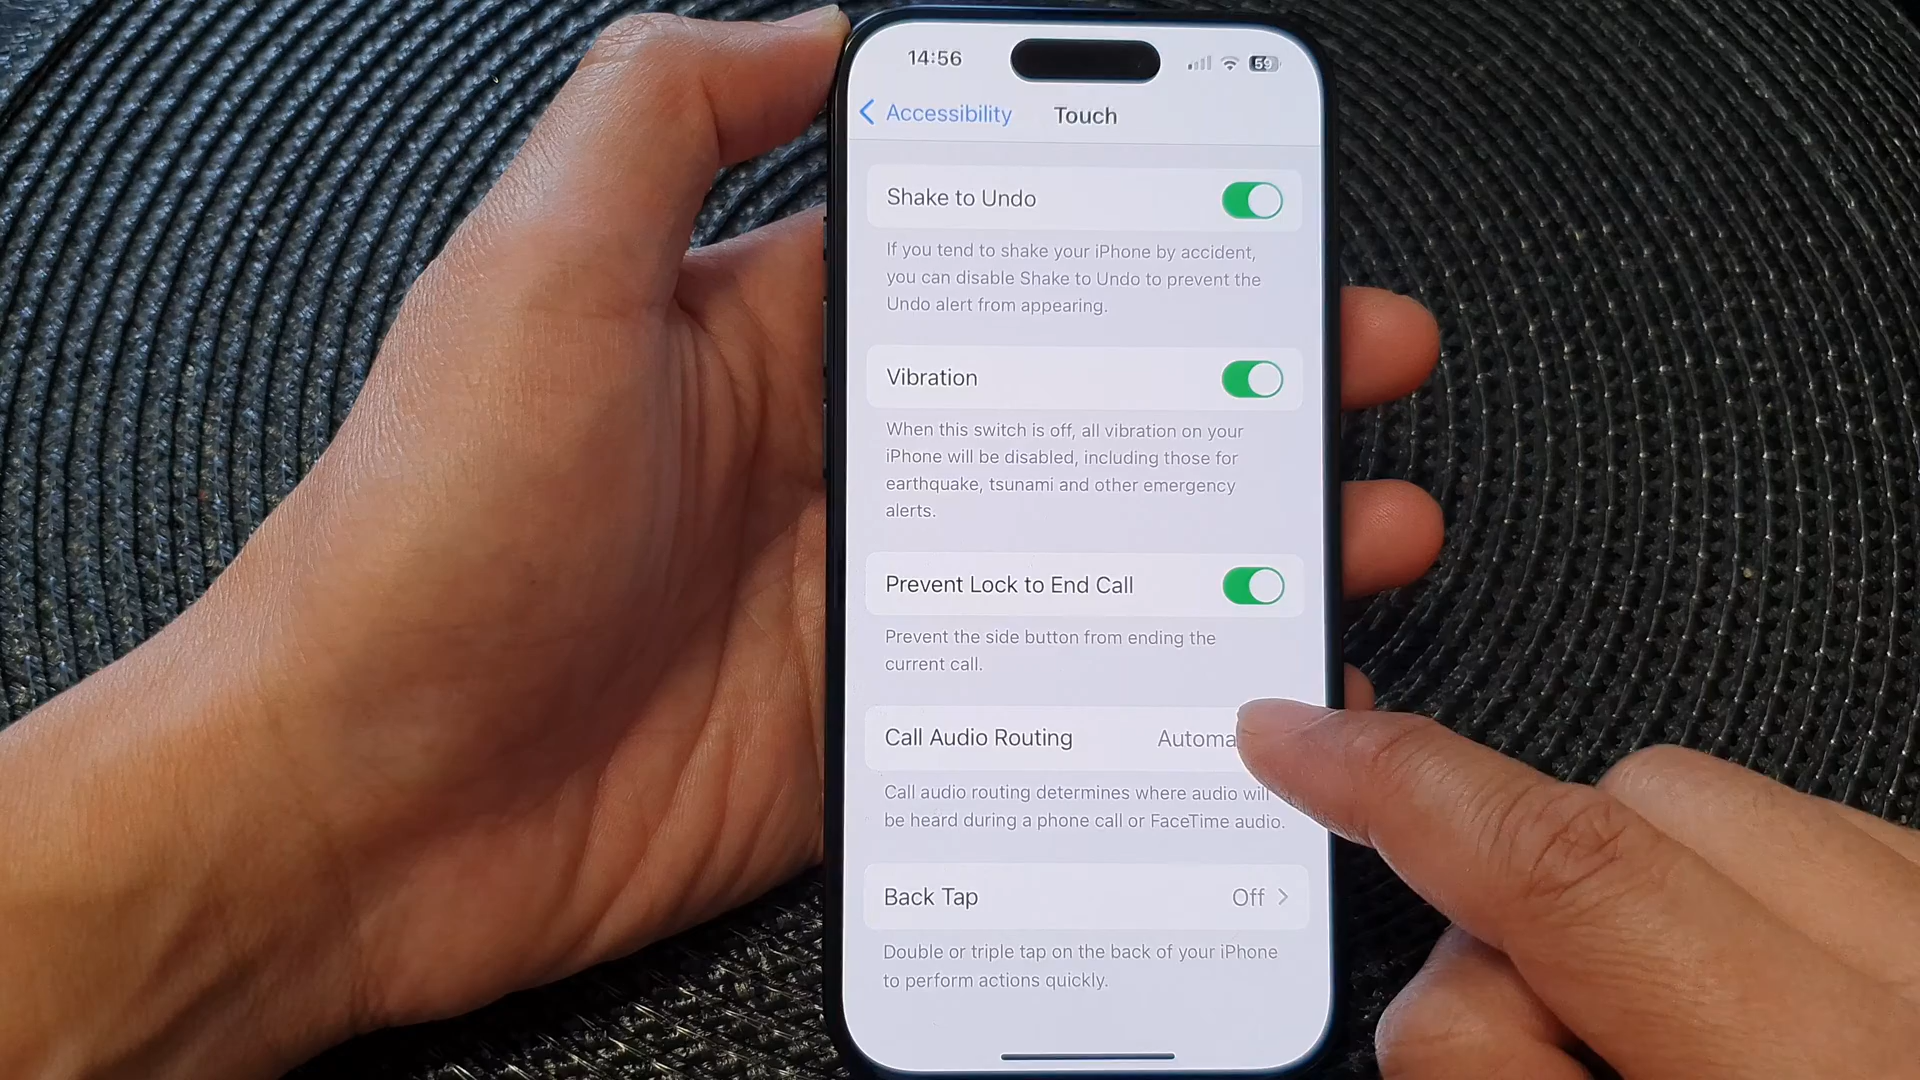 14:56
59
Accessibility
Touch
Shake to Undo
If you tend to shake your iPhone by accident,
you can disable Shake to Undo to prevent the
Undo alert from appearing.
Vibration
When this switch is off, all vibration on your
iPhone will be disabled, including those for
earthquake, tsunami and other emergency
alerts.
Prevent Lock to End Call
Prevent the side button from ending the
current call.
Call Audio Routing Automa
Call audio routing determines where audio will
be heard during a phone call or FaceTime audio.
Back Tap Off
Double or triple tap on the back of your iPhone
to perform actions quickly.